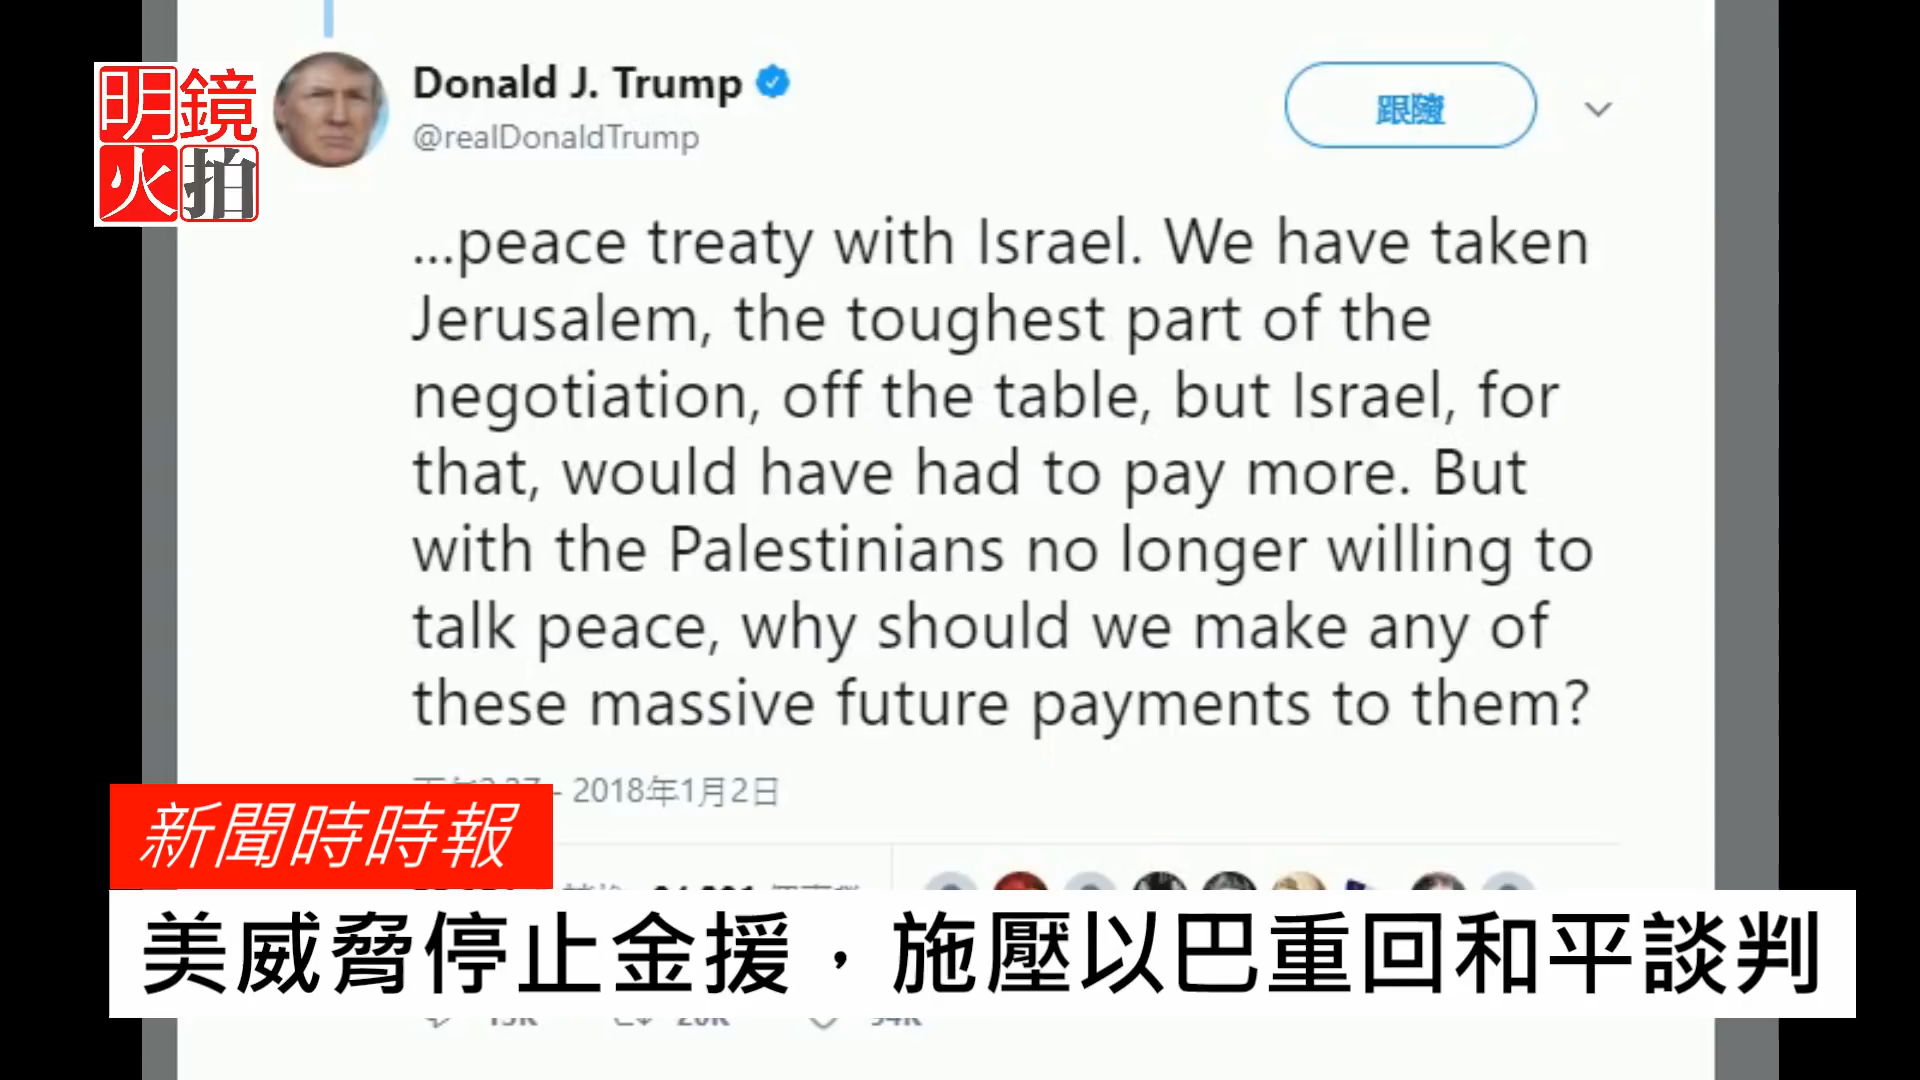 明鏡
火拍
Donald J. Trump
@realDonaldTrump
跟隨
...peace treaty with Israel. We have taken
Jerusalem, the toughest part of the
negotiation, off the table, but Israel, for
that, would have had to pay more. But
with the Palestinians no longer willing to
talk peace, why should we make any of
these massive future payments to them?
- 2018年1月2日
新聞時時報
美威脅停止金援，施壓以巴重回和平談判